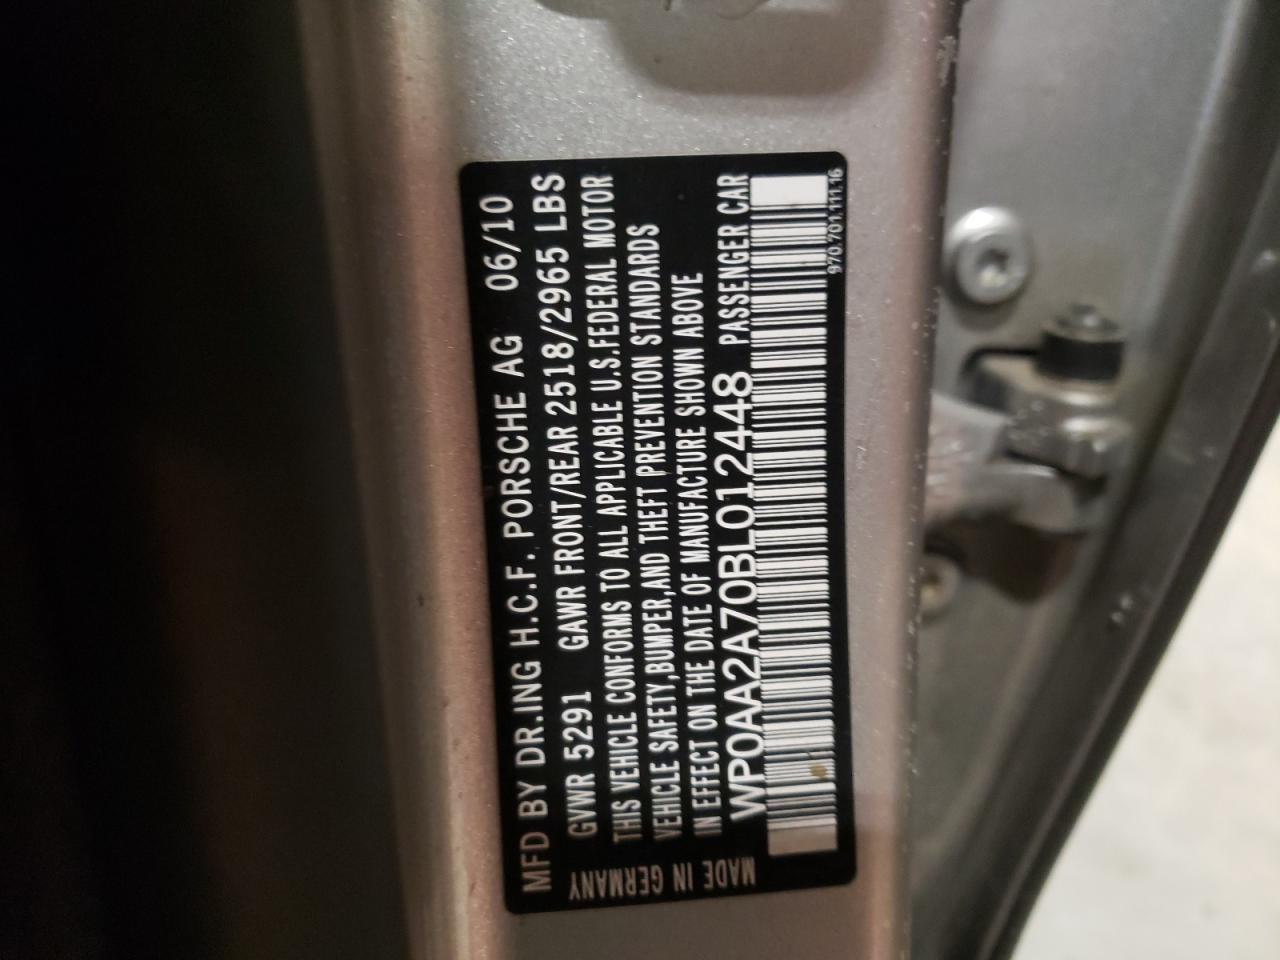 MFD BY DR.ING H.C.F. PORSCHE AG 06/10
GVWR 5291 GAWR FRONT/REAR 2518/2965 LBS
THIS VEHICLE CONFORMS TO ALL APPLICABLE U.S.FEDERAL MOTOR
VEHICLE SAFETY,BUMPER,AND THEFT PREVENTION STANDARDS
IN EFFECT ON THE DATE OF MANUFACTURE SHOWN ABOVE
WP0AA2A70BL012448 PASSENGER CAR
970.701.111.16
MADE IN GERMANY